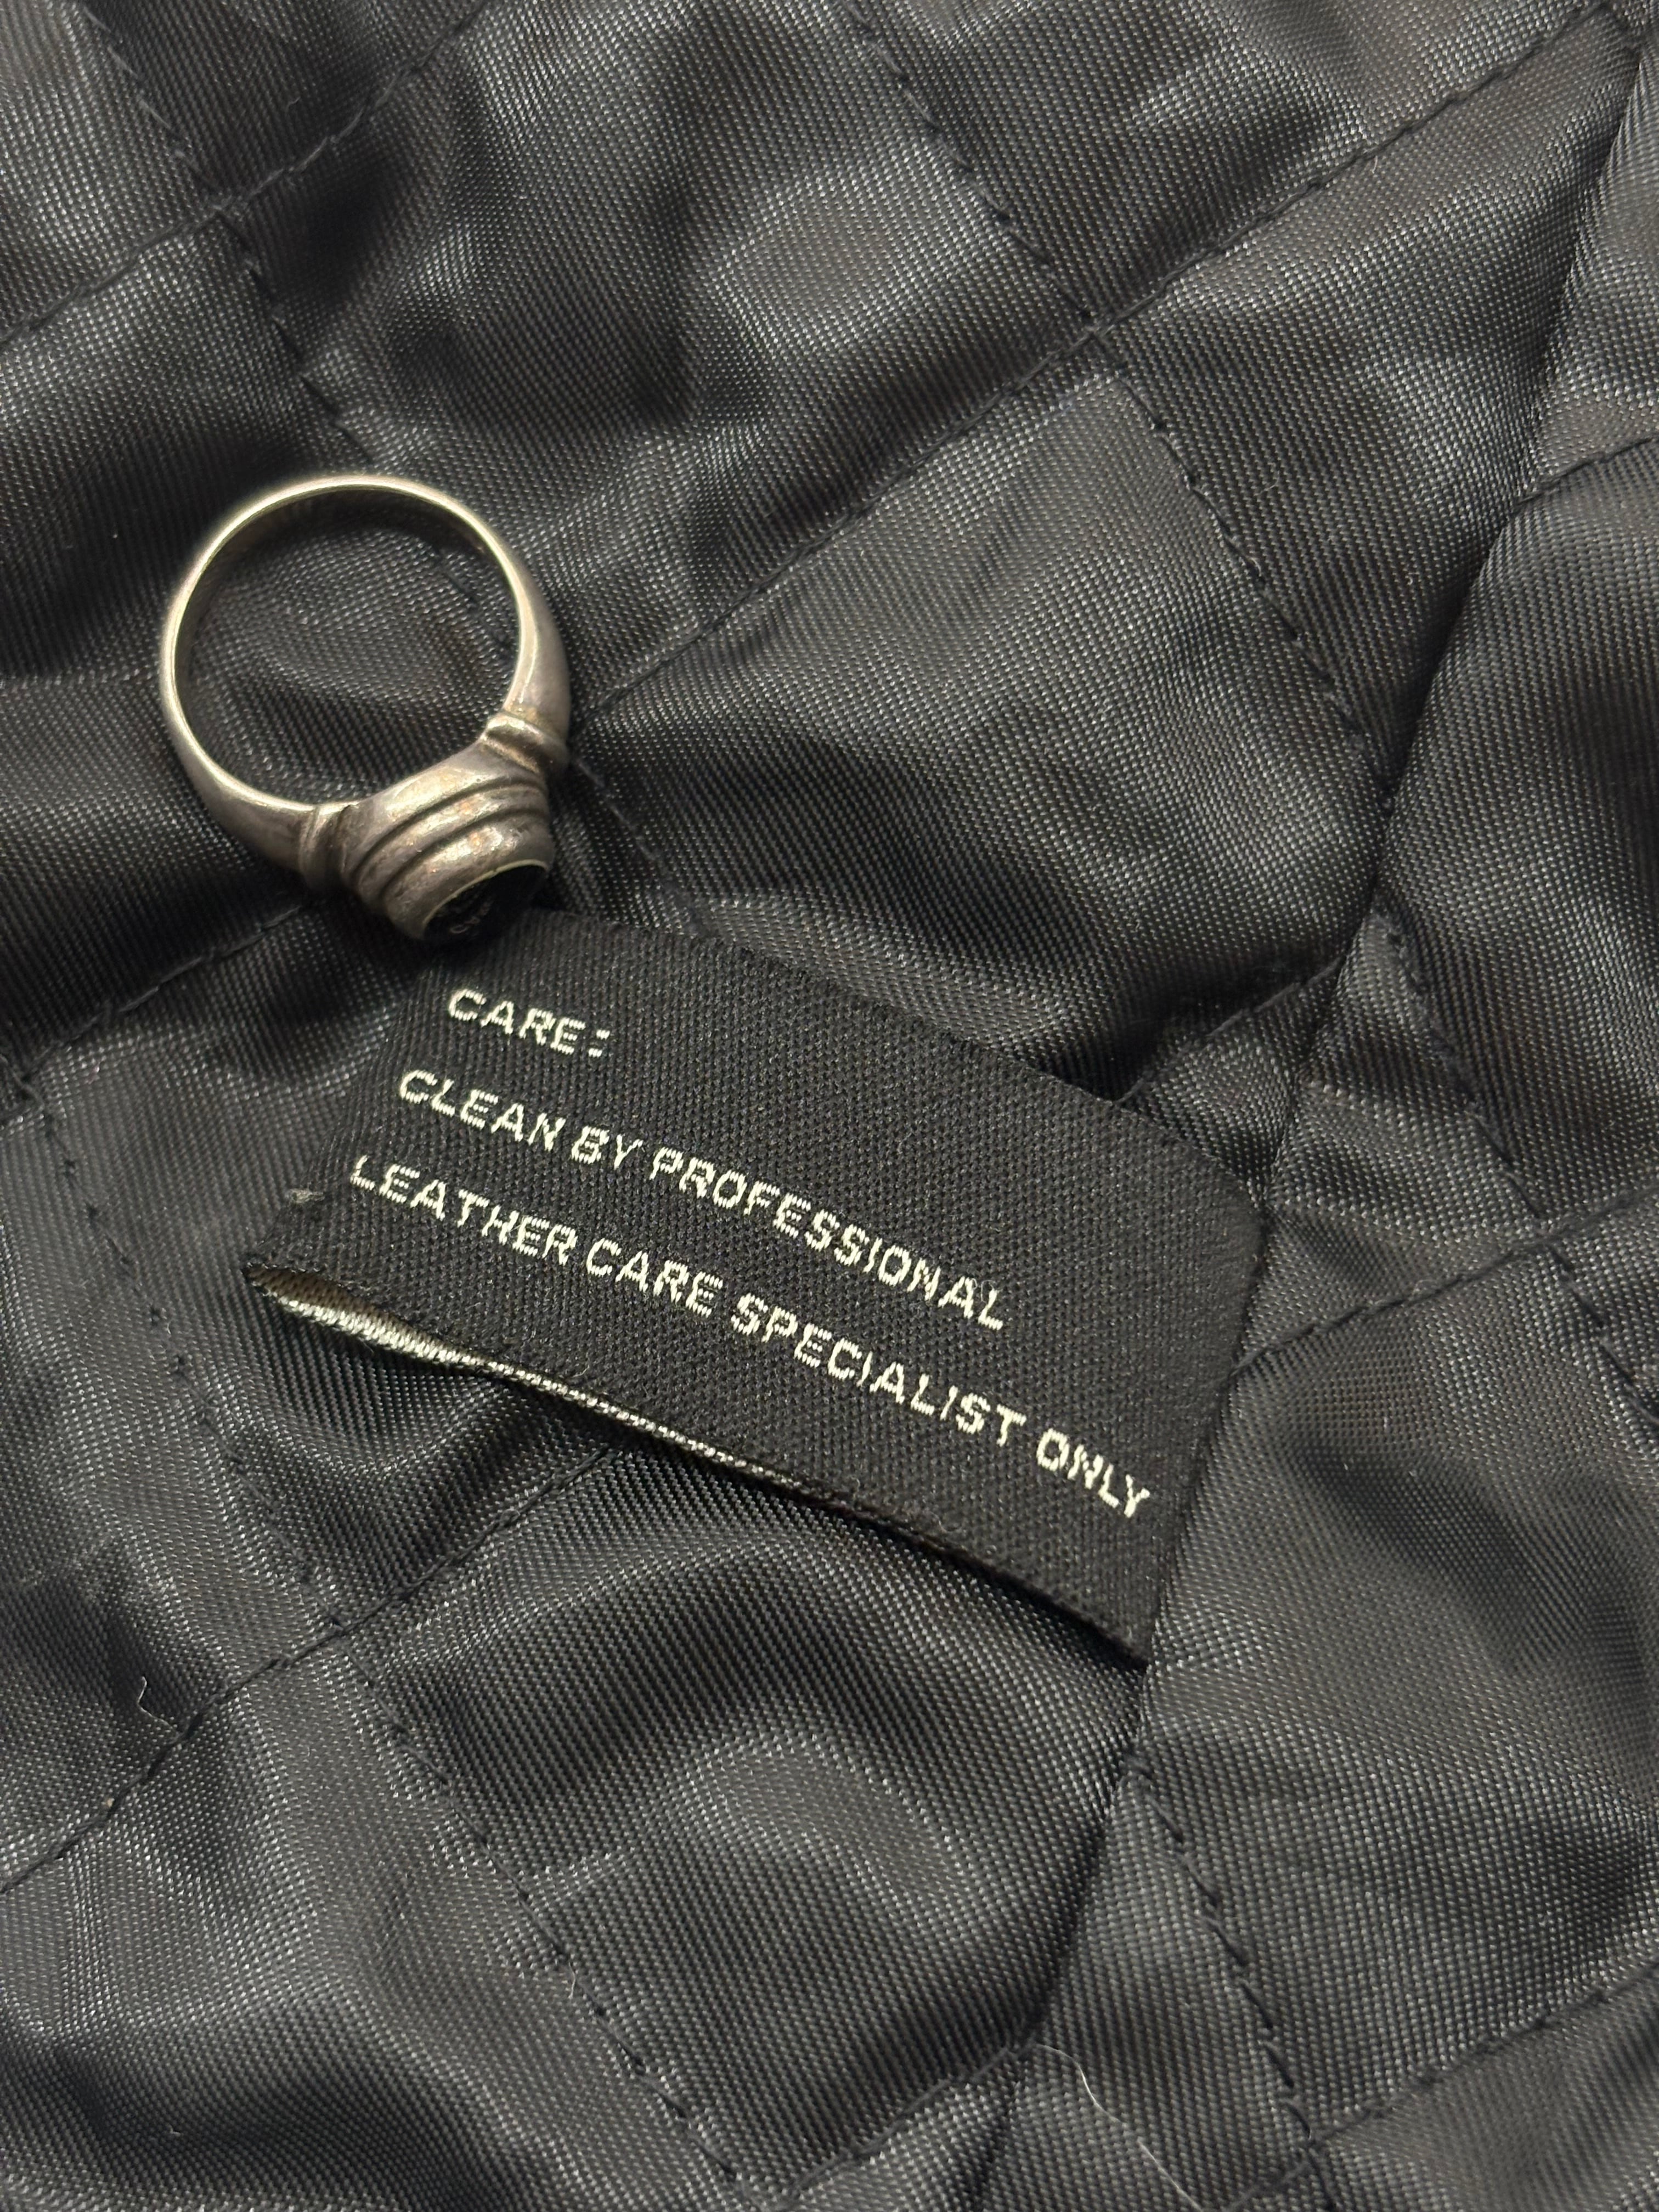 CARE:
CLEAN BY PROFESSIONAL
LEATHER CARE SPECIALIST ONLY